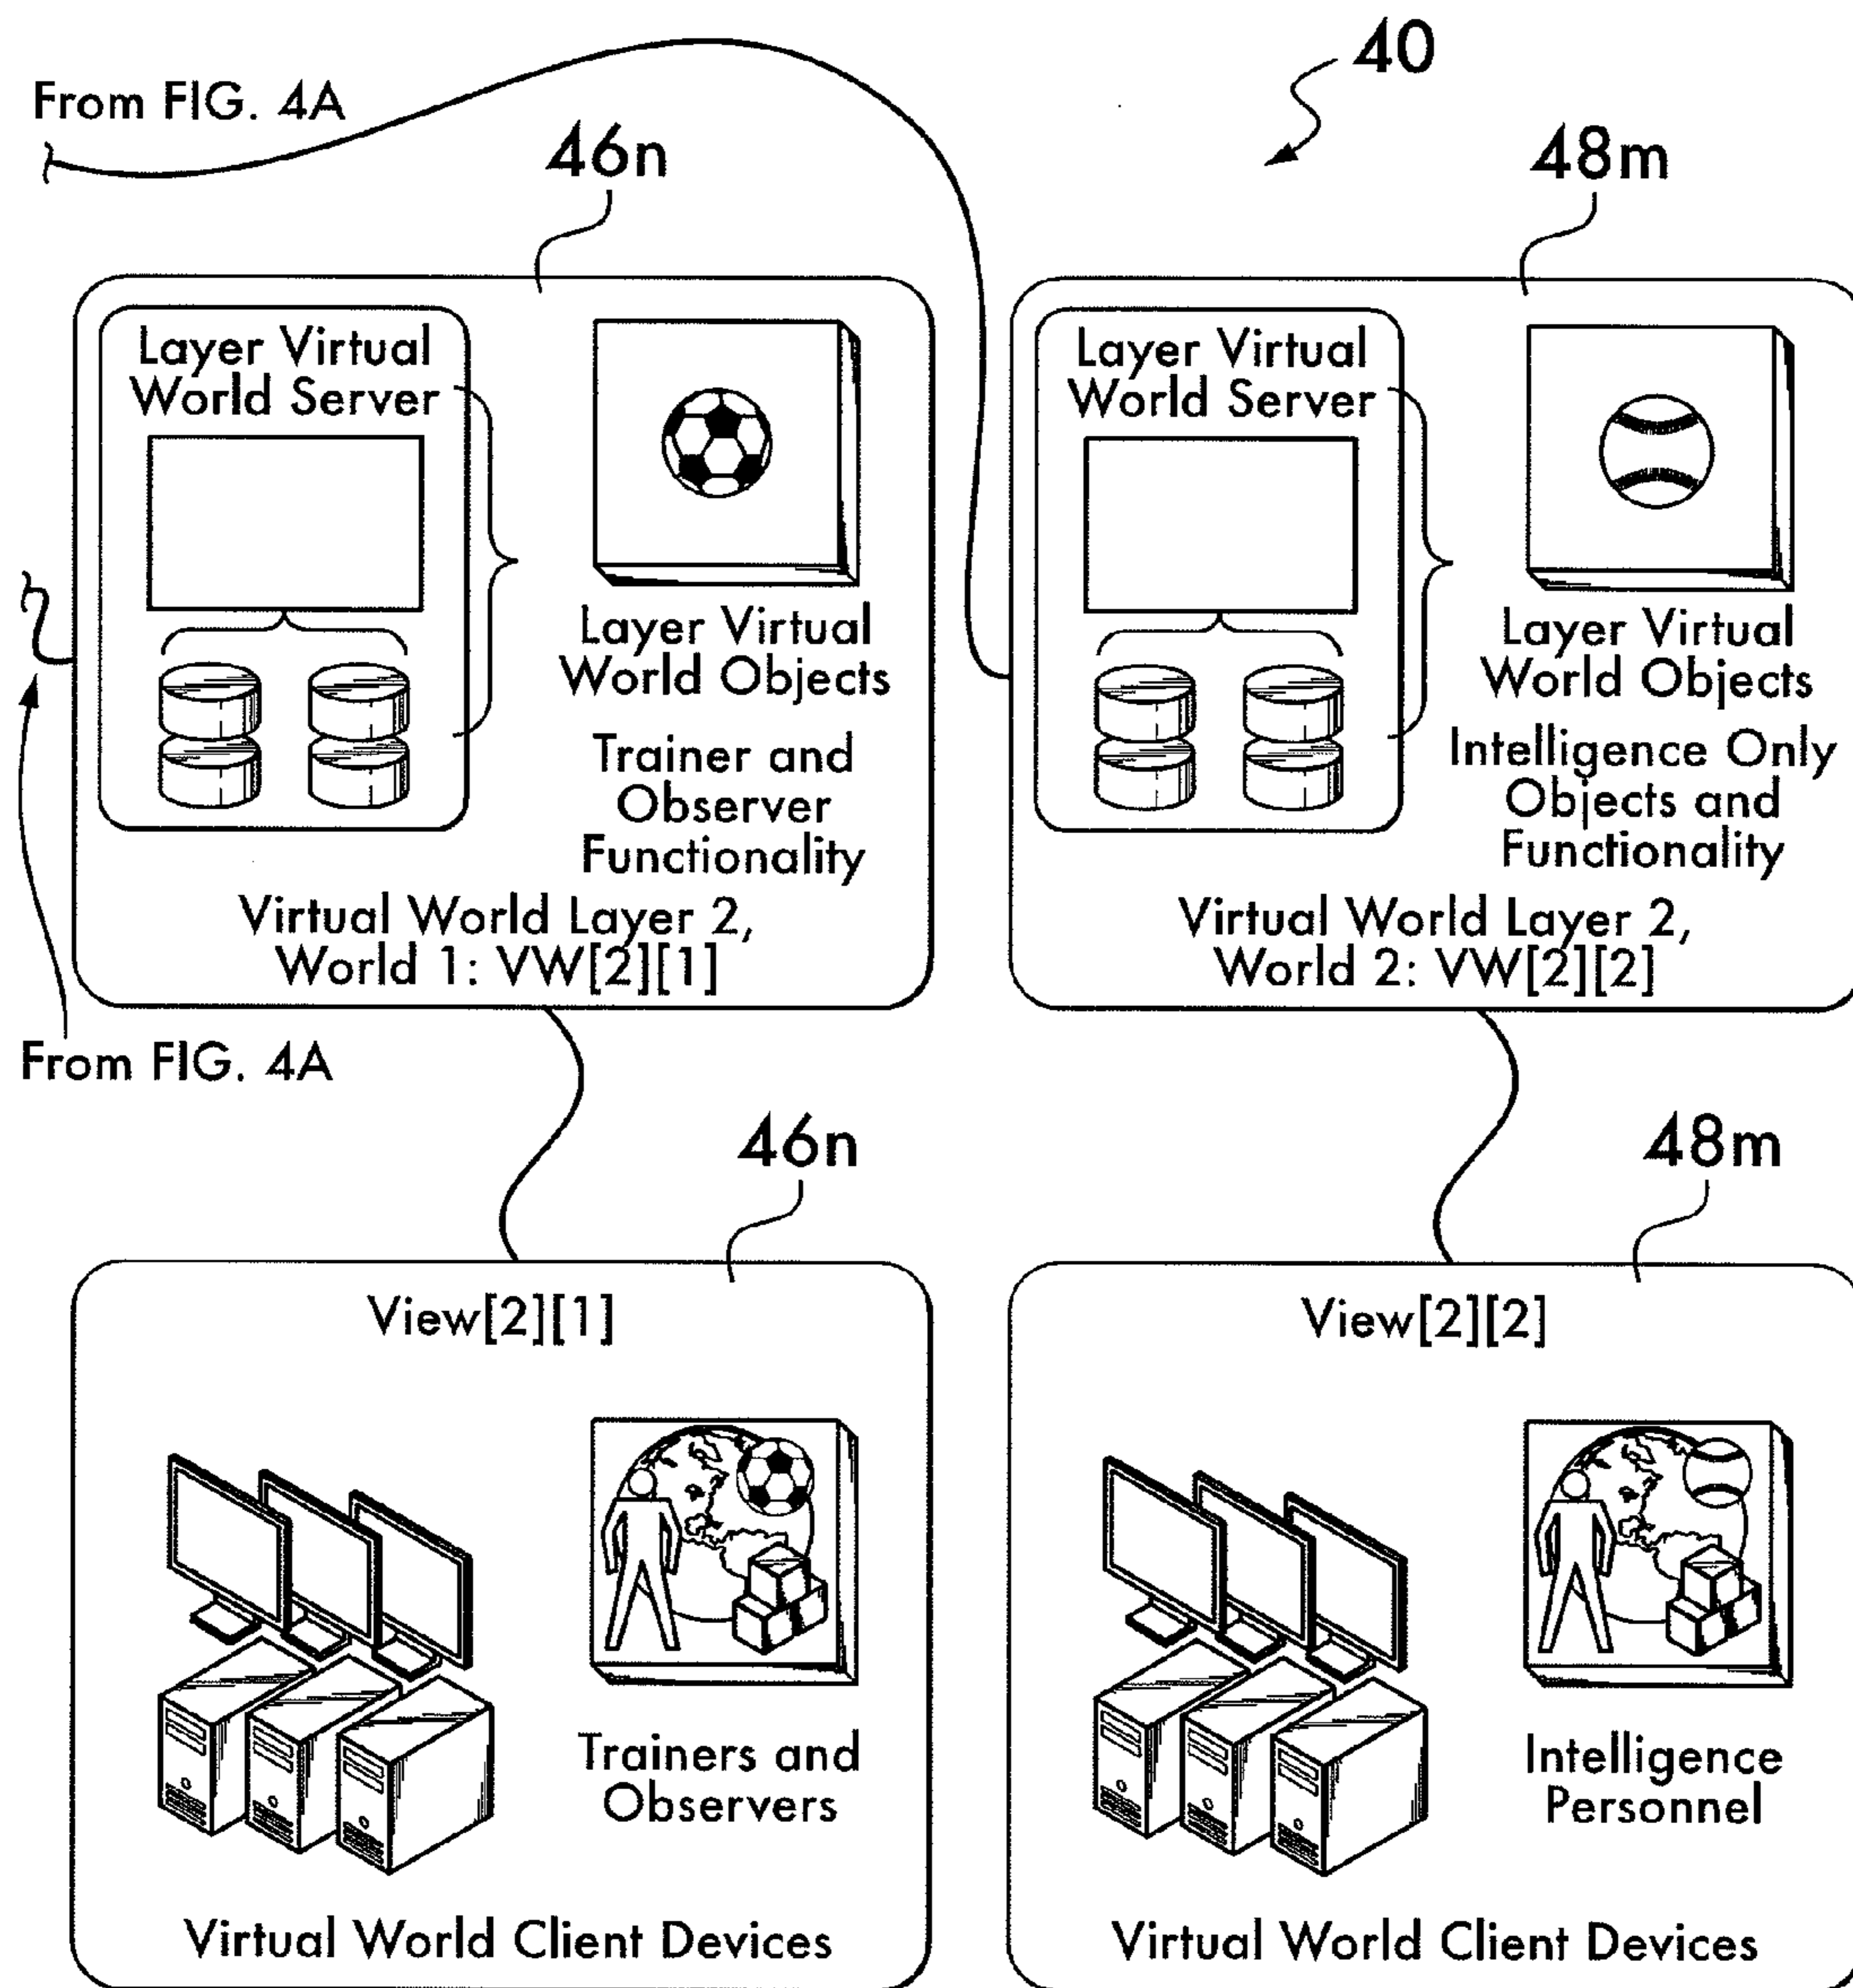 40
From FIG. 4A
46n
48m
Layer Virtual
World Server
Layer Virtual
World Objects
Trainer and
Observer
Functionality
Virtual World Layer 2,
World 1: VW[2][1]
Layer Virtual
World Server
Layer Virtual
World Objects
Intelligence Only
Objects and
Functionality
Virtual World Layer 2,
World 2: VW[2][2]
From FIG. 4A
46n
48m
View[2][1]
Trainers and
Observers
Virtual World Client Devices
View[2][2]
Intelligence
Personnel
Virtual World Client Devices